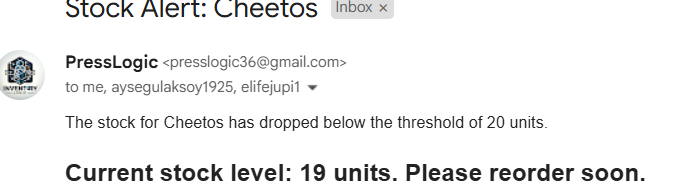 Stock Alert: Cheetos Inbox ×
PressLogic <presslogic36@gmail.com>
to me, aysegulaksoy1925, elifejupi1
The stock for Cheetos has dropped below the threshold of 20 units.
Current stock level: 19 units. Please reorder soon.